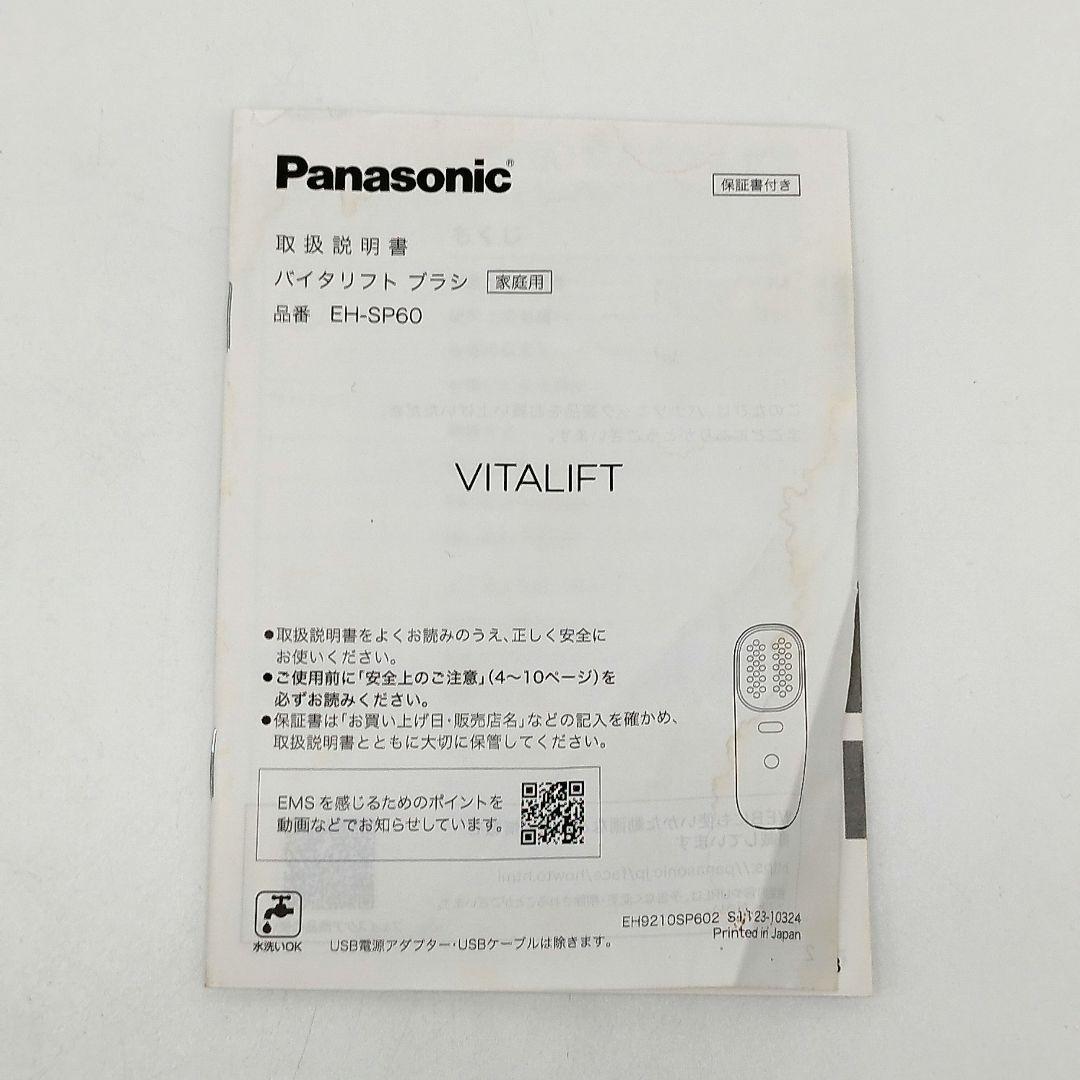 Panasonic®
保証書付き
取扱説明書
バイタリフト ブラシ 家庭用
品番 EH-SP60
VITALIFT
●取扱説明書をよくお読みのうえ、正しく安全に
お使いください。
●ご使用前に「安全上のご注意」(4〜10ページ)を
必ずお読みください。
●保証書は「お買い上げ日・販売店名」などの記入を確かめ、
取扱説明書とともに大切に保管してください。
EMSを感じるためのポイントを
動画などでお知らせしています。
水洗いOK
USB電源アダプター・USBケーブルは除きます。
EH9210SP602 S1123-10324
Printed in Japan